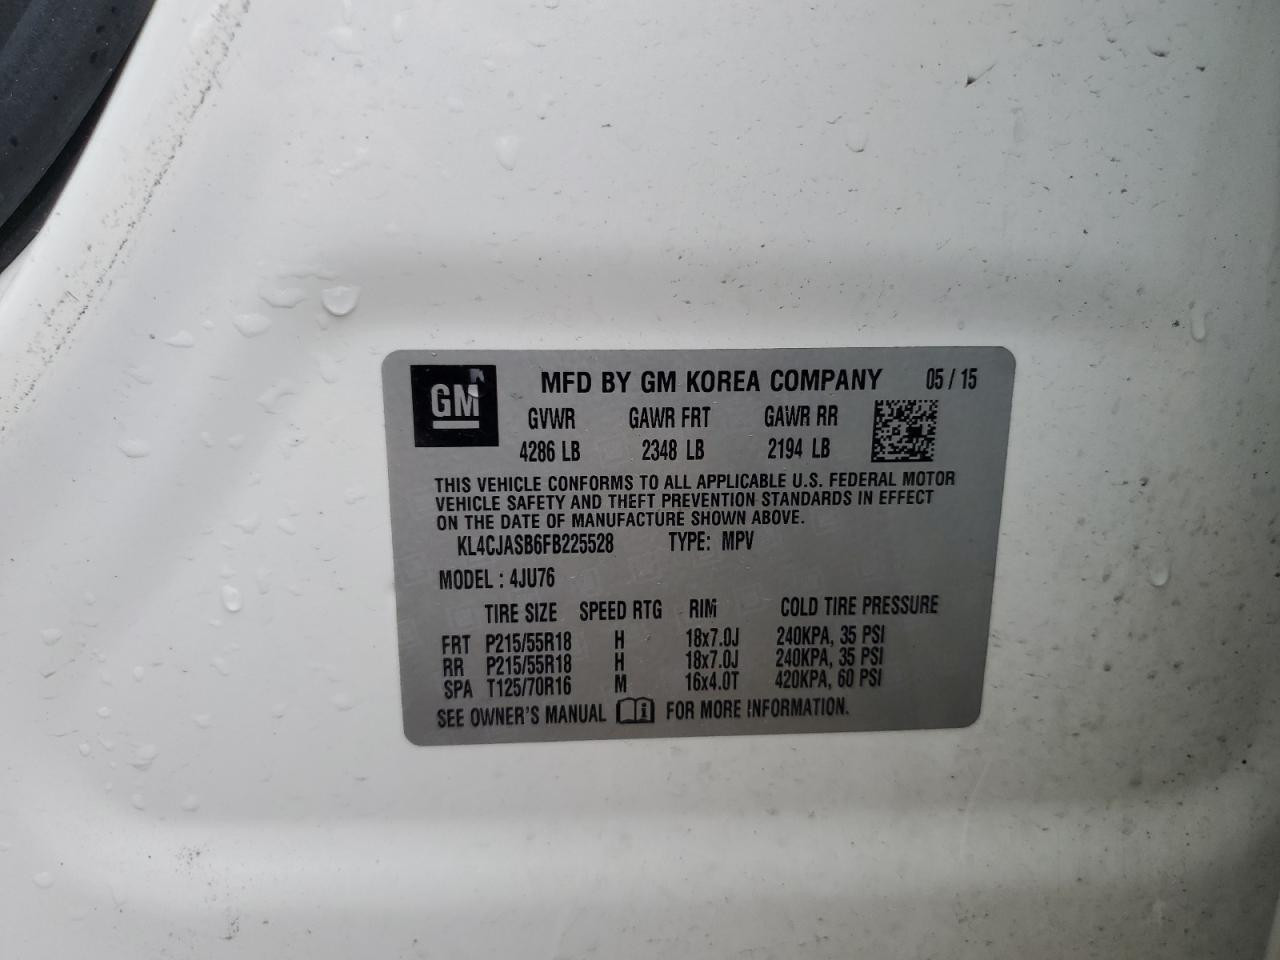 GM
MFD BY GM KOREA COMPANY 05 / 15
GVWR GAWR FRT GAWR RR
4286 LB 2348 LB 2194 LB
THIS VEHICLE CONFORMS TO ALL APPLICABLE U.S. FEDERAL MOTOR
VEHICLE SAFETY AND THEFT PREVENTION STANDARDS IN EFFECT
ON THE DATE OF MANUFACTURE SHOWN ABOVE.
KL4CJASB6FB225528 TYPE: MPV
MODEL : 4JU76
TIRE SIZE SPEED RTG RIM COLD TIRE PRESSURE
FRT P215/55R18 H 18x7.0J 240KPA, 35 PSI
RR P215/55R18 H 18x7.0J 240KPA, 35 PSI
SPA T125/70R16 M 16x4.0T 420KPA, 60 PSI
SEE OWNER'S MANUAL FOR MORE INFORMATION.